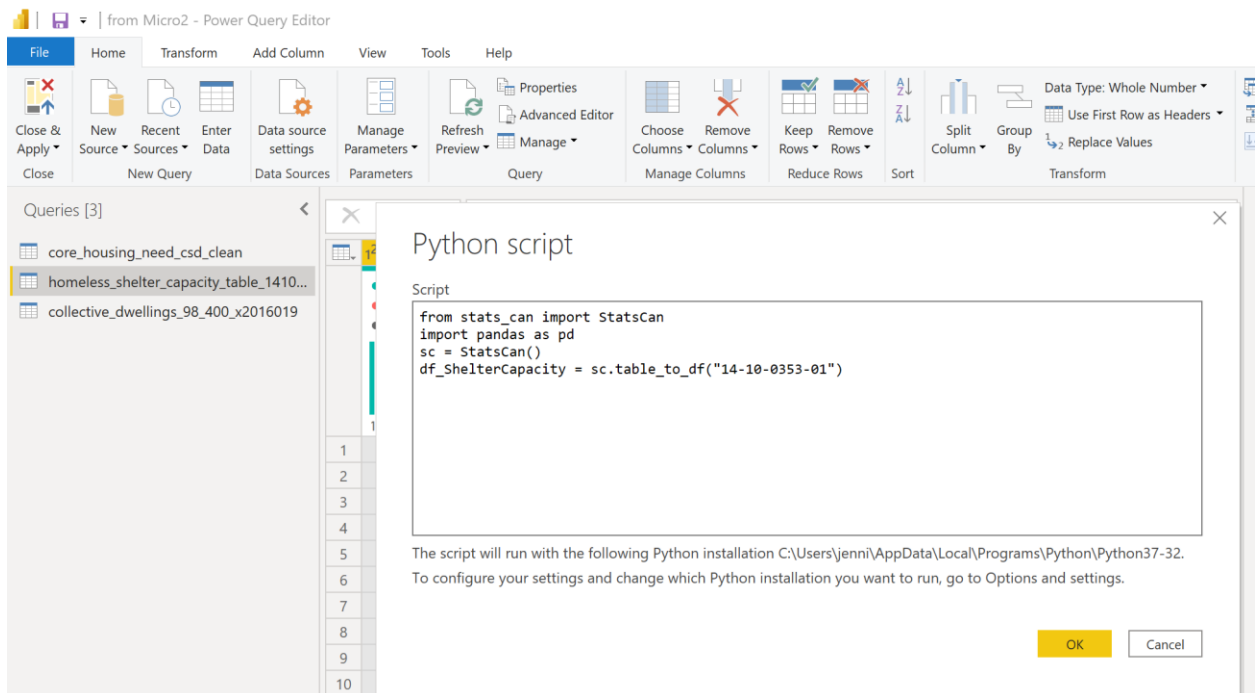 from Micro2 - Power Query Editor
File Home Transform Add Column View Tools Help
Close & Apply
New Source
Recent Sources
Enter Data
Data source settings
Manage Parameters
Refresh Preview
Properties
Advanced Editor
Manage
Choose Columns
Remove Columns
Keep Rows
Remove Rows
Split Column
Group By
Data Type: Whole Number
Use First Row as Headers
Replace Values
Close New Query Data Sources Parameters Query Manage Columns Reduce Rows Sort Transform
Queries [3]
core_housing_need_csd_clean
homeless_shelter_capacity_table_1410...
collective_dwellings_98_400_x2016019
Python script
Script
from stats_can import StatsCan
import pandas as pd
sc = StatsCan()
df_ShelterCapacity = sc.table_to_df("14-10-0353-01")
The script will run with the following Python installation C:\Users\jenni\AppData\Local\Programs\Python\Python37-32.
To configure your settings and change which Python installation you want to run, go to Options and settings.
OK Cancel
1
2
3
4
5
6
7
8
9
10